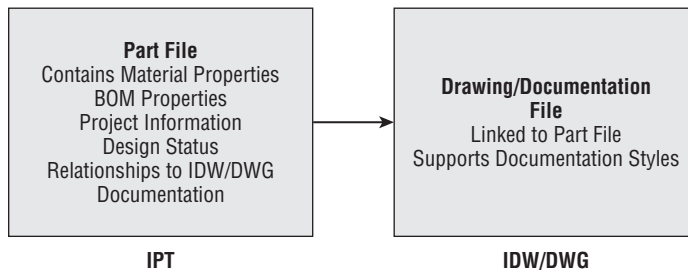 Part File
Contains Material Properties
BOM Properties
Project Information
Design Status
Relationships to IDW/DWG
Documentation
Drawing/Documentation
File
Linked to Part File
Supports Documentation Styles
IPT
IDW/DWG